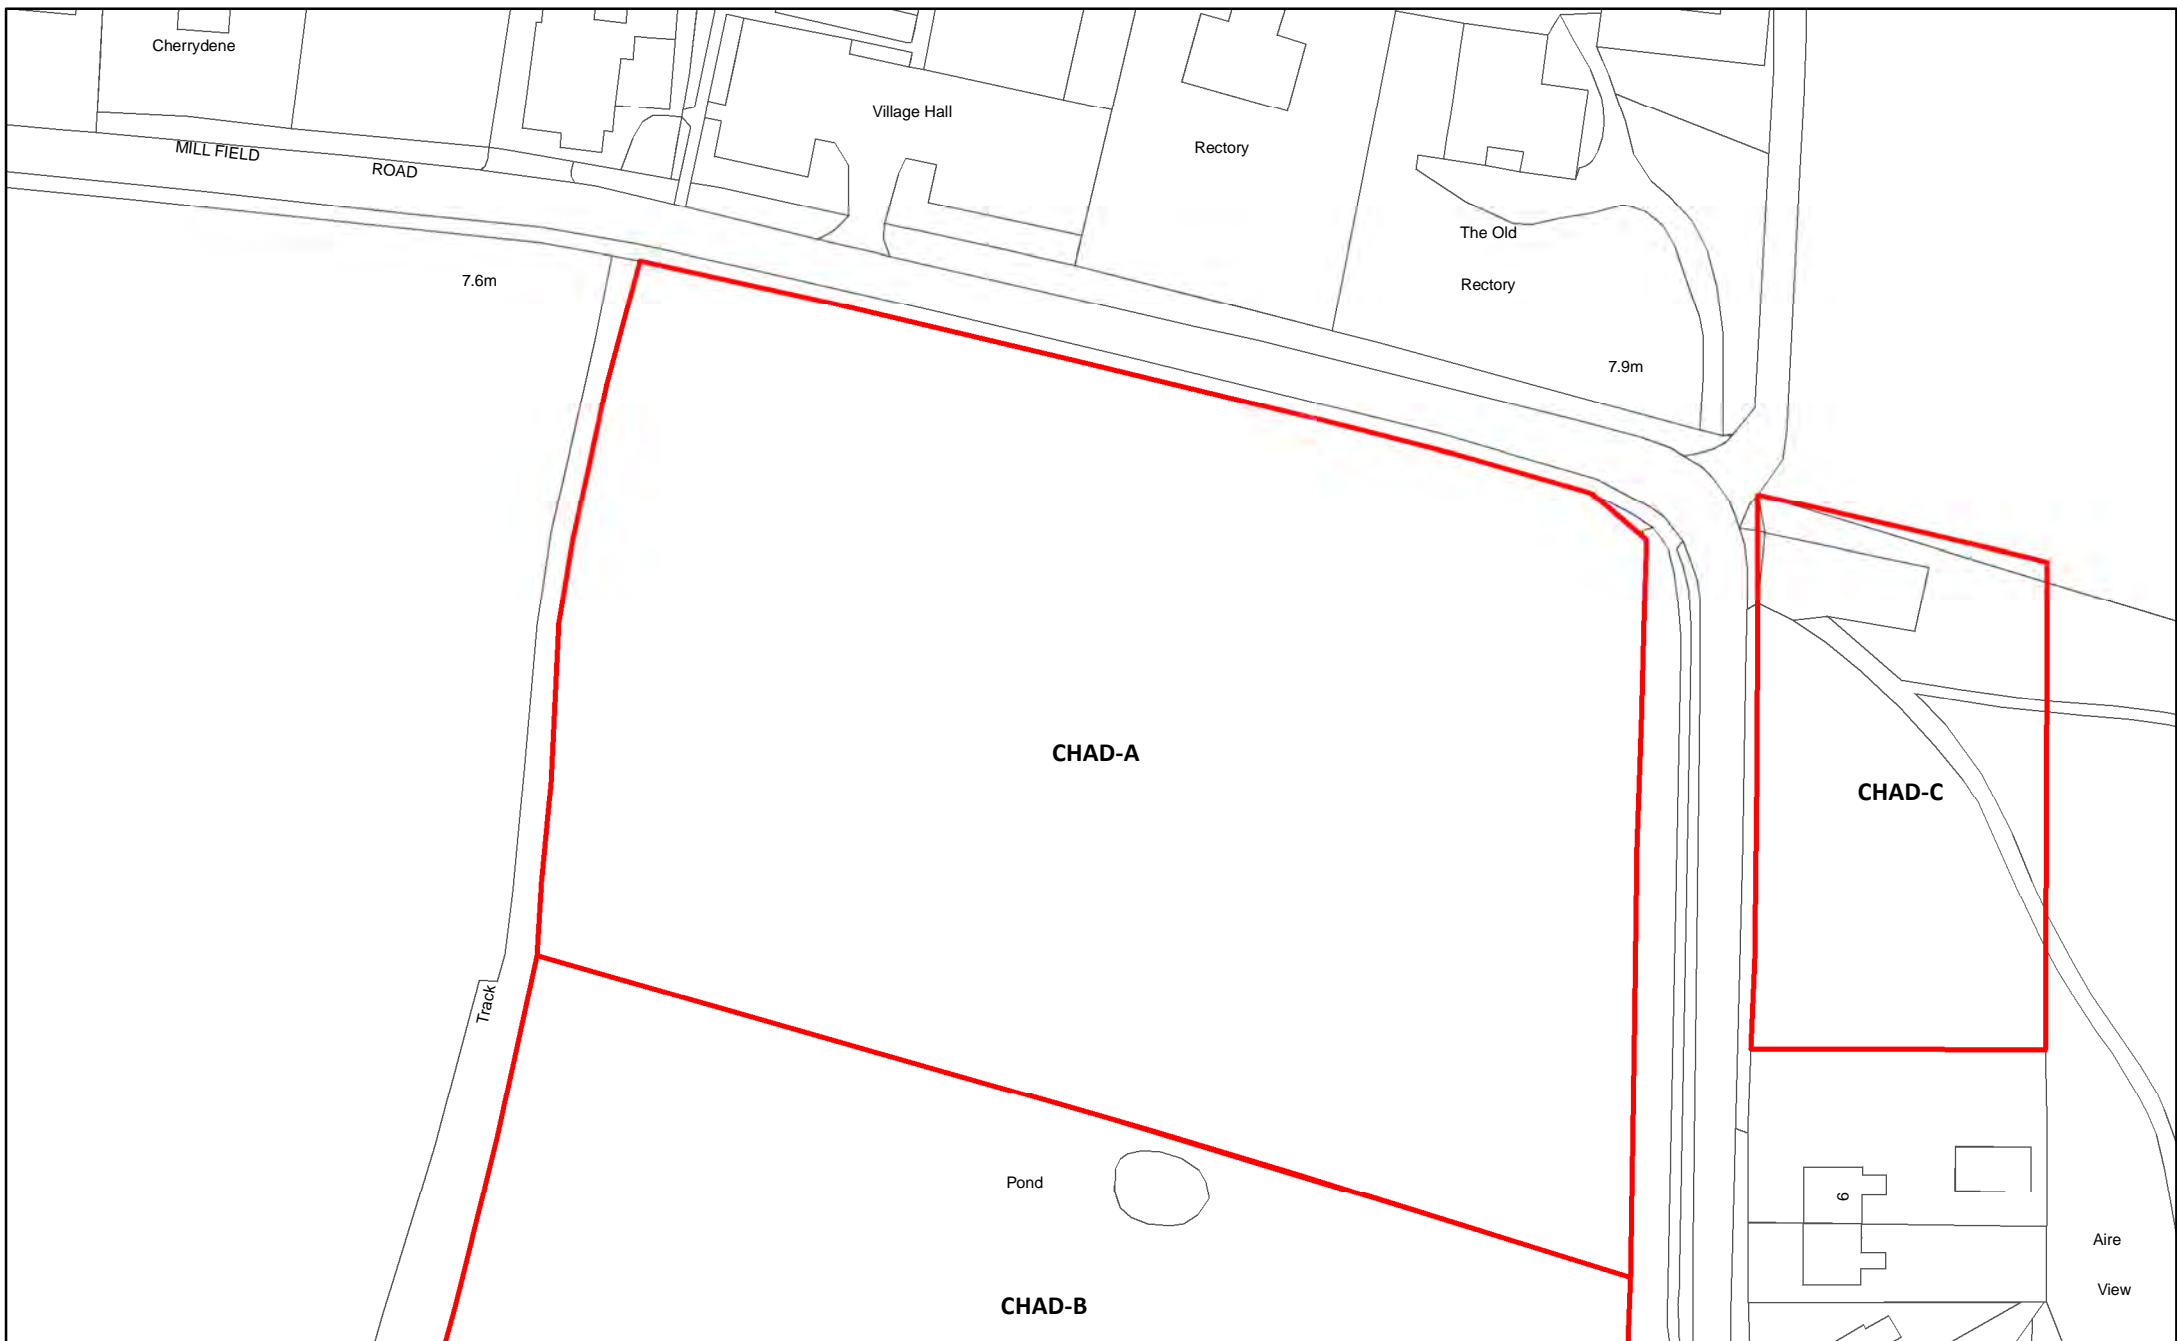 Cherrydene
Village Hall
MILL FIELD
ROAD
Rectory
The Old
Rectory
7.6m
7.9m
CHAD-A
CHAD-C
Track
Pond
6
Aire
View
CHAD-B